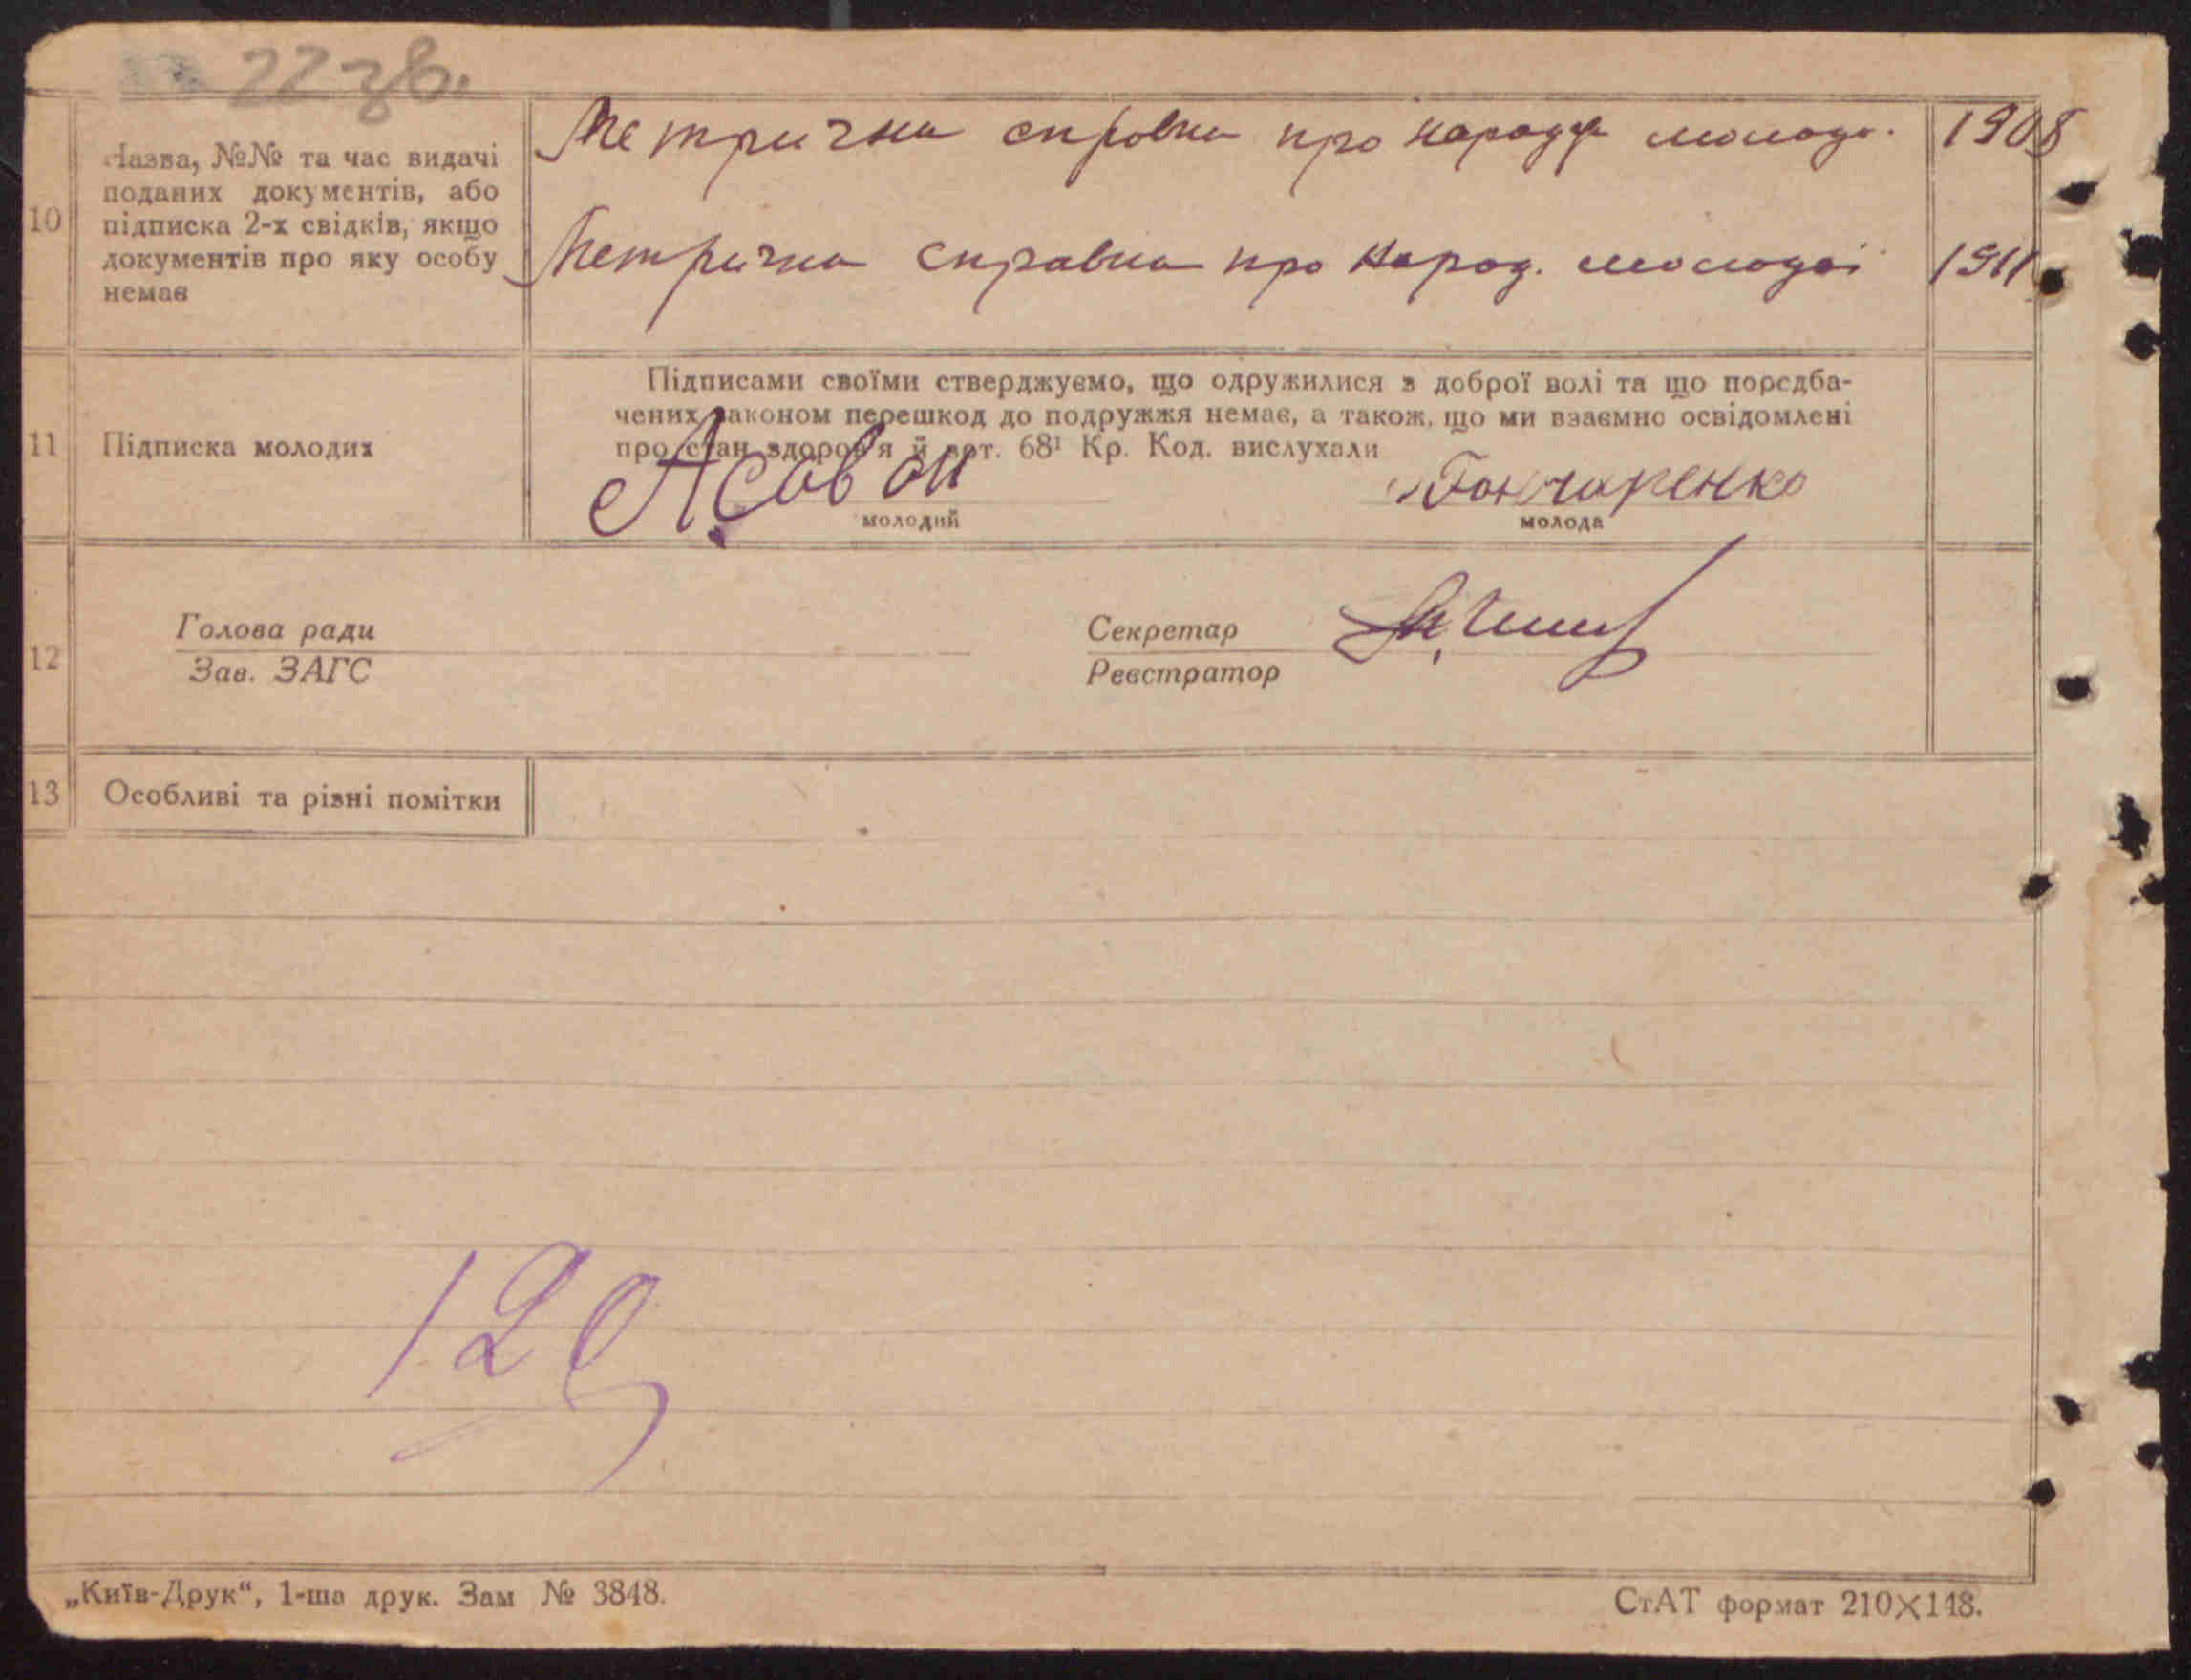 22 зв.
10
Назва, №№ та час видачі
поданих документів, або
підписка 2-х свідків, якщо
документів про яку особу
немає
Метрична справка про народж молодо. 1908
Метрична справка про народ. молодої 1911
11
Підписка молодих
Підписами своїми стверджуємо, що одружилися з доброї волі та що передба-
чених законом перешкод до подружжя немає, а також, що ми взаємно освідомлені
про стан здоров'я й арт. 68¹ Кр. Код. вислухали
Гончаренко
молодий
молода
12
Голова ради
Зав. ЗАГС
Секретар
Реєстратор
13
Особливі та різні помітки
„Київ-Друк“, 1-ша друк. Зам № 3848.
СтАТ формат 210×148.